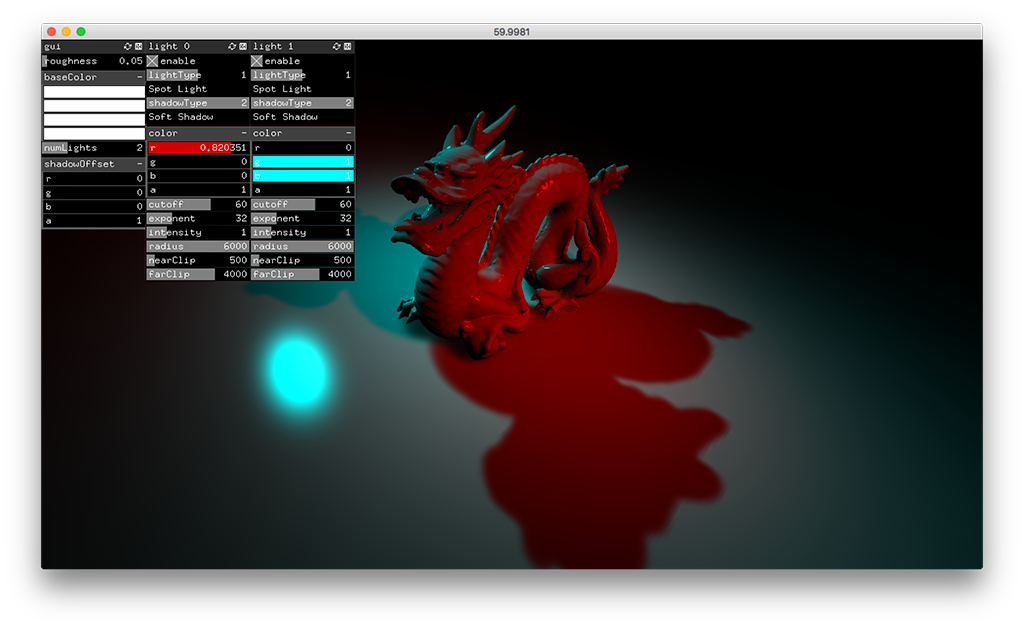 59.9981
gui
roughness 0.05
baseColor -
numLights 2
shadowOffset -
r 0
g 0
b 0
a 1
light 0
enable
lightType 1
Spot Light
shadowType 2
Soft Shadow
color -
r 0.820351
g 0
b 0
a 1
cutoff 60
exponent 32
intensity 1
radius 6000
nearClip 500
farClip 4000
light 1
enable
lightType 1
Spot Light
shadowType 2
Soft Shadow
color -
r 0
g 1
b 1
a 1
cutoff 60
exponent 32
intensity 1
radius 6000
nearClip 500
farClip 4000